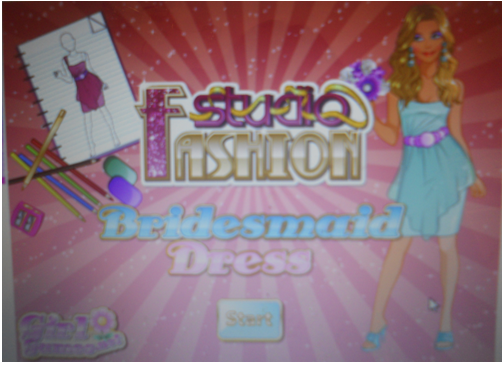 studio
FASHION
Bridesmaid
Dress
Start